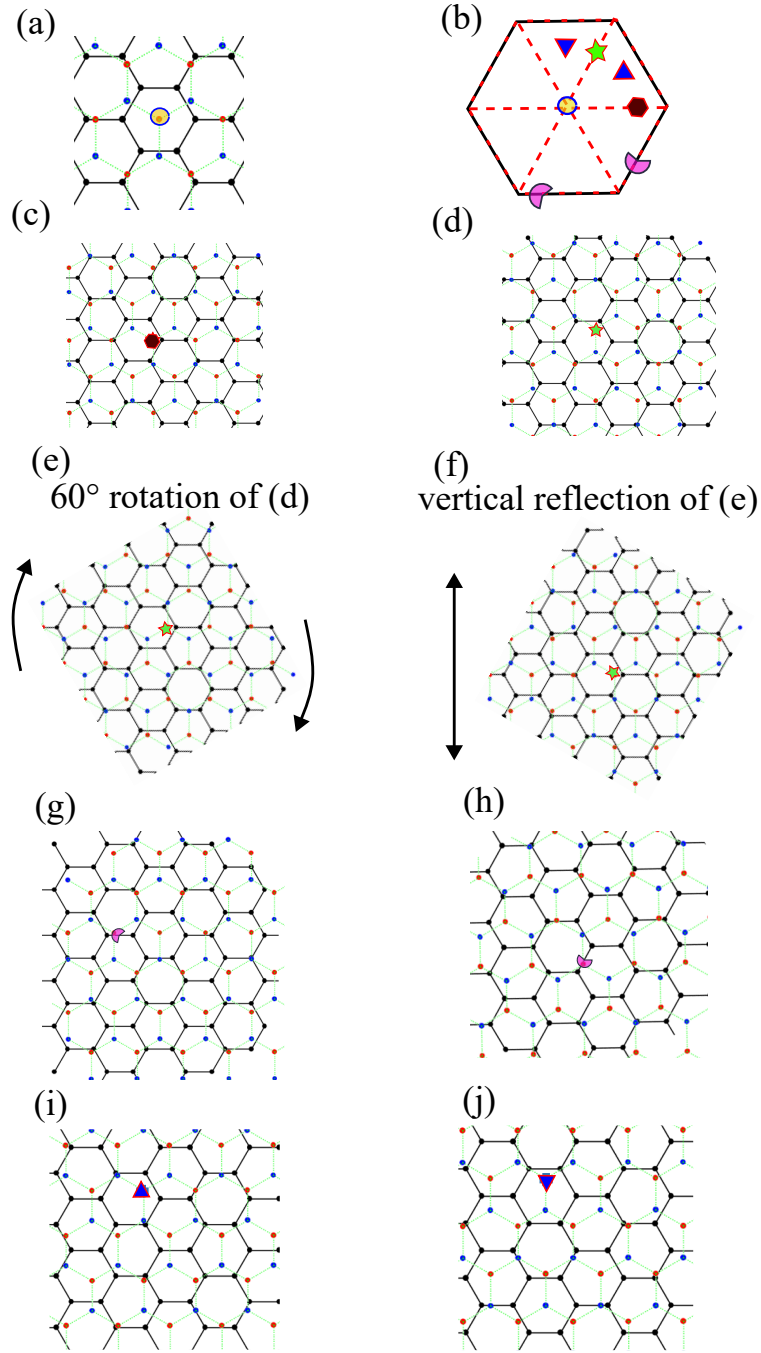 (a)
(b)
(c)
(d)
(e)
60° rotation of (d)
(f)
vertical reflection of (e)
(g)
(h)
(i)
(j)